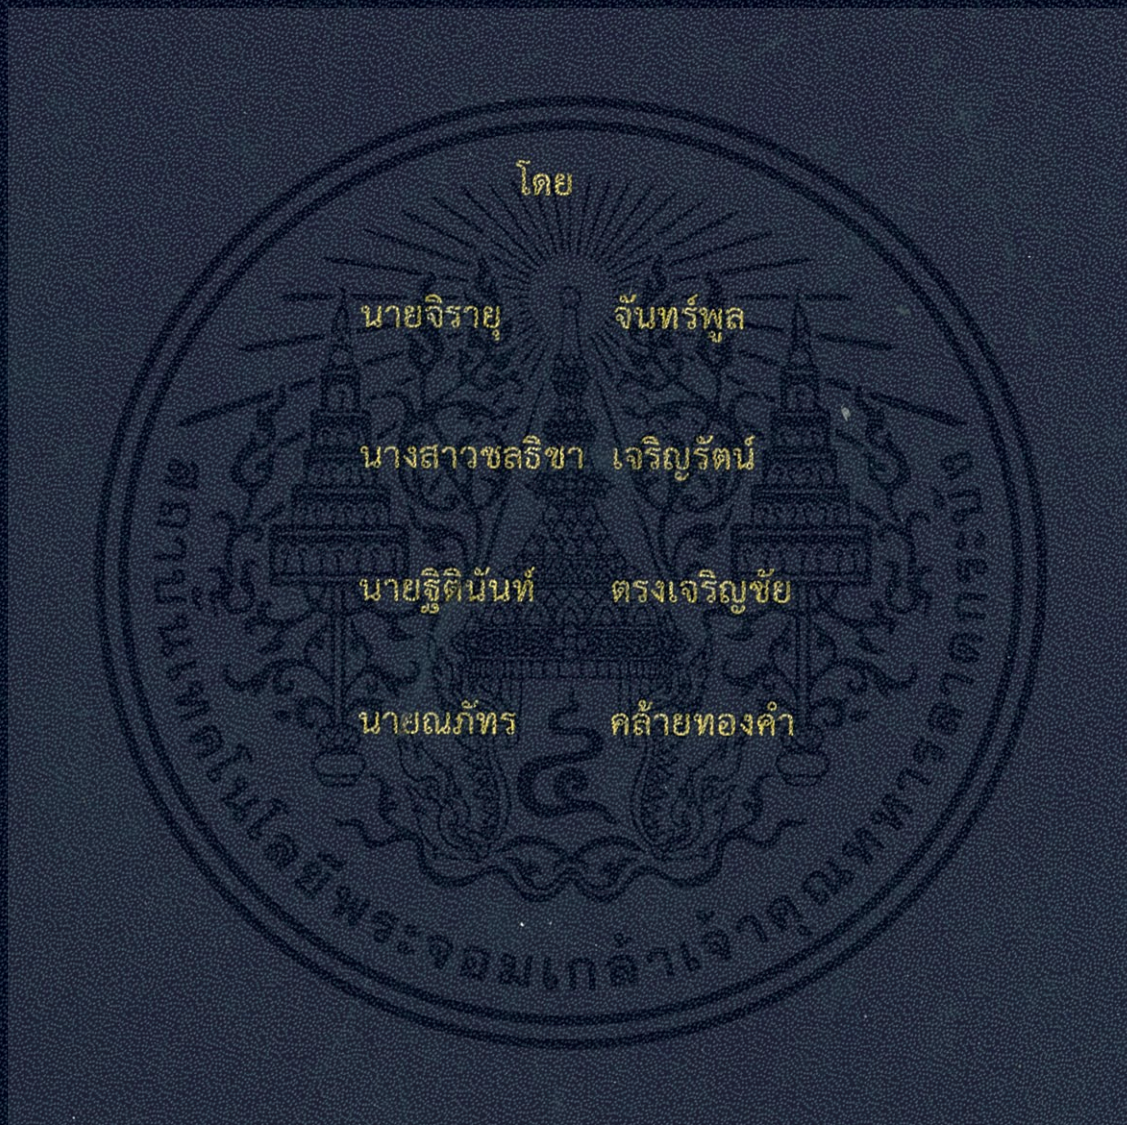 โดย
นายจิรายุ จันทร์พูล
นางสาวชลธิชา เจริญรัตน์
นายฐิตินันท์ ตรงเจริญชัย
นายณภัทร คล้ายทองคำ
สถาบันเทคโนโลยีพระจอมเกล้าเจ้าคุณทหารลาดกระบัง